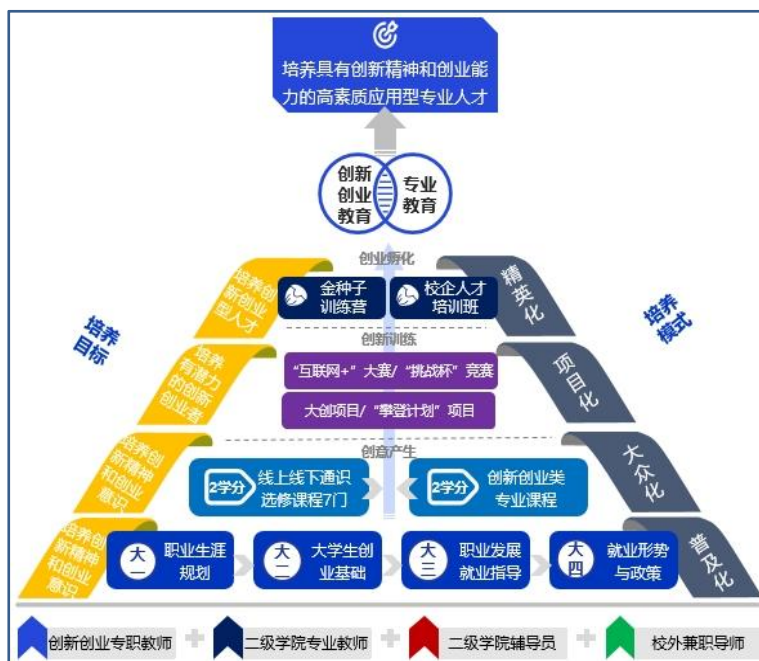 培养具有创新精神和创业能
力的高素质应用型专业人才
创新
创业
教育
专业
教育
创业孵化
培养创
新创业
型人才
金种子
训练营
校企人才
培训班
精英化
培养
目标
培养
模式
创新训练
培养
有潜力
的创新
创业者
“互联网+”大赛/“挑战杯”竞赛
大创项目/“攀登计划”项目
项目化
创意产生
培养创
新精神
和创业
意识
2学分
线上线下通识
选修课程7门
2学分
创新创业类
专业课程
大众化
培养创
新精神
和创业
意识
大一
职业生涯
规划
大二
大学生创
业基础
大三
职业发展
就业指导
大四
就业形势
与政策
普及化
创新创业专职教师
+
二级学院专业教师
+
二级学院辅导员
+
校外兼职导师